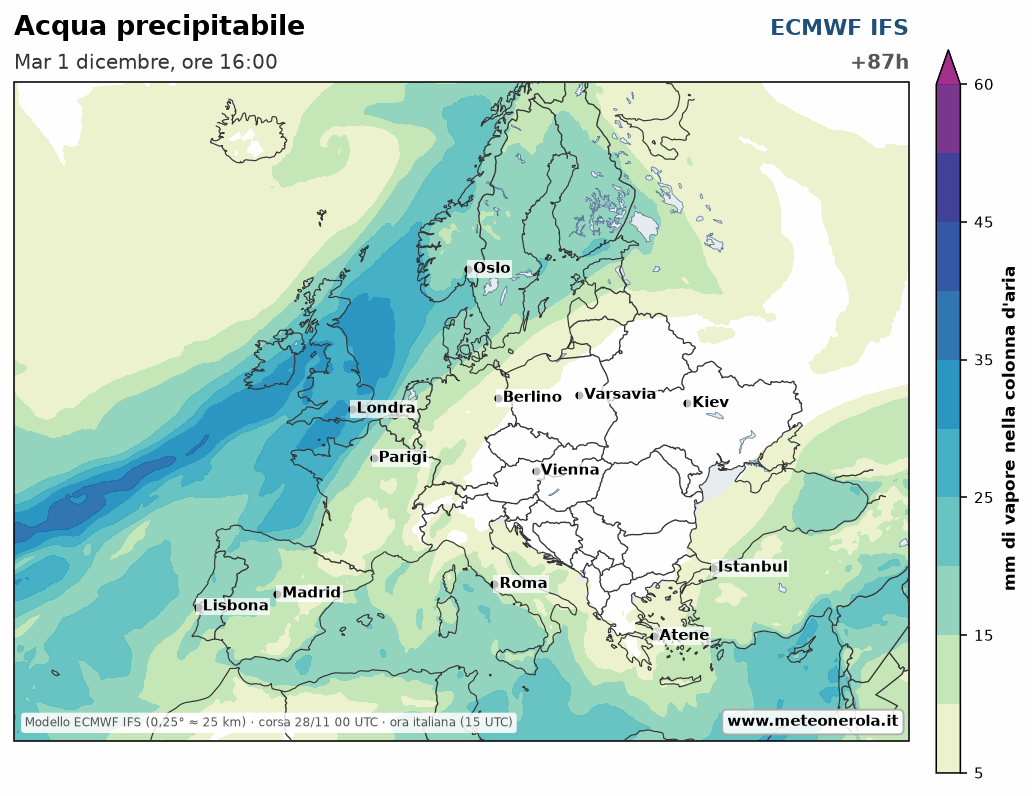 Acqua precipitabile
ECMWF IFS
Mar 1 dicembre, ore 16:00
+87h
60
45
35
25
15
5
mm di vapore nella colonna d'aria
Oslo
Berlino
Varsavia
Kiev
Londra
Parigi
Vienna
Istanbul
Roma
Madrid
Lisbona
Atene
Modello ECMWF IFS (0,25° ≈ 25 km) · corsa 28/11 00 UTC · ora italiana (15 UTC)
www.meteonerola.it